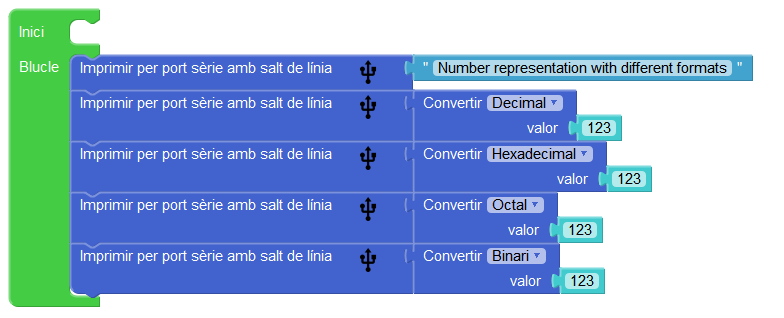 Inici
Blucle
Imprimir per port sèrie amb salt de línia " Number representation with different formats "
Imprimir per port sèrie amb salt de línia Convertir Decimal
valor 123
Imprimir per port sèrie amb salt de línia Convertir Hexadecimal
valor 123
Imprimir per port sèrie amb salt de línia Convertir Octal
valor 123
Imprimir per port sèrie amb salt de línia Convertir Binari
valor 123